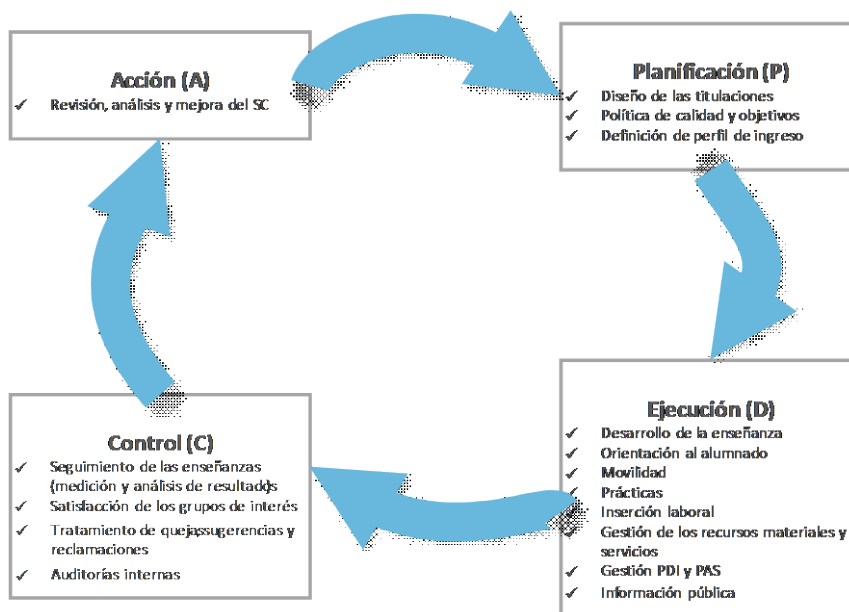 Acción (A)
✓ Revisión, análisis y mejora del SC
Planificación (P)
✓ Diseño de las titulaciones
✓ Política de calidad y objetivos
✓ Definición de perfil de ingreso
Ejecución (D)
✓ Desarrollo de la enseñanza
✓ Orientación al alumnado
✓ Movilidad
✓ Prácticas
✓ Inserción laboral
✓ Gestión de los recursos materiales y
servicios
✓ Gestión PDI y PAS
✓ Información pública
Control (C)
✓ Seguimiento de las enseñanzas
(medición y análisis de resultados)
✓ Satisfacción de los grupos de interés
✓ Tratamiento de quejas,sugerencias y
reclamaciones
✓ Auditorías internas